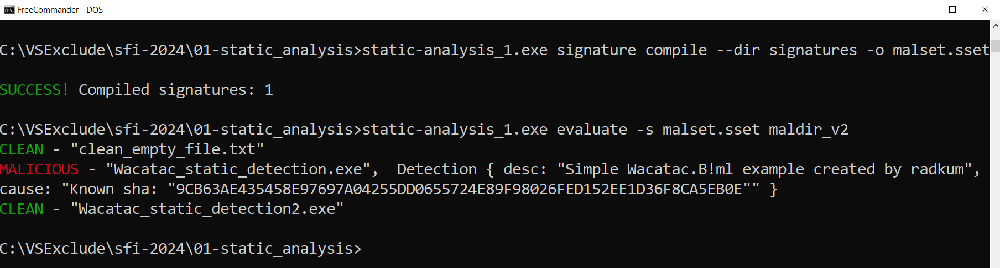 FreeCommander - DOS
C:\VSExclude\sfi-2024\01-static_analysis>static-analysis_1.exe signature compile --dir signatures -o malset.sset
SUCCESS! Compiled signatures: 1
C:\VSExclude\sfi-2024\01-static_analysis>static-analysis_1.exe evaluate -s malset.sset maldir_v2
CLEAN - "clean_empty_file.txt"
MALICIOUS - "Wacatac_static_detection.exe",  Detection { desc: "Simple Wacatac.B!ml example created by radkum",
cause: "Known sha: "9CB63AE435458E97697A04255DD0655724E89F98026FED152EE1D36F8CA5EB0E"" }
CLEAN - "Wacatac_static_detection2.exe"
C:\VSExclude\sfi-2024\01-static_analysis>